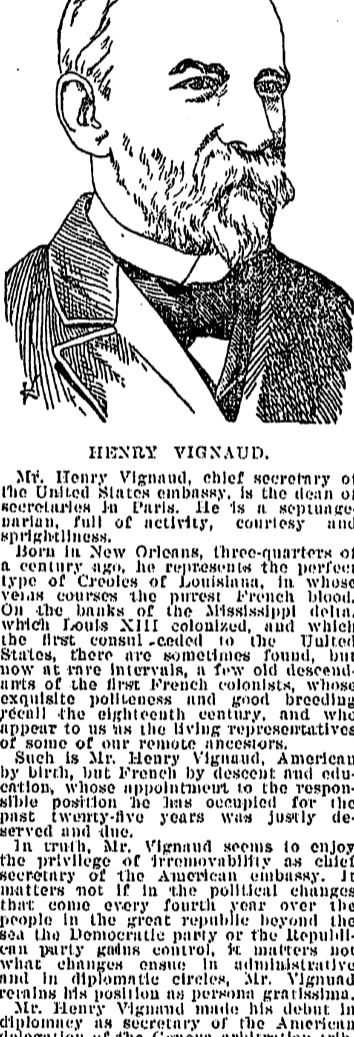 HENRY VIGNAUD.
Mr. Henry Vignaud, chief secretary of
the United States embassy, is the dean of
secretaries in Paris. He is a septuage-
narian, full of activity, courtesy and
sprightliness.
Born in New Orleans, three-quarters of
a century ago, he represents the perfect
type of Creoles of Louisiana, in whose
veins courses the purest French blood.
On the banks of the Mississippi delta,
which Louis XIII colonized, and which
the first consul ceded to the United
States, there are sometimes found, but
now at rare intervals, a few old descend-
ants of the first French colonists, whose
exquisite politeness and good breeding
recall the eighteenth century, and who
appear to us as the living representatives
of some of our remote ancestors.
Such is Mr. Henry Vignaud, American
by birth, but French by descent and edu-
cation, whose appointment to the respon-
sible position he has occupied for the
past twenty-five years was justly de-
served and due.
In truth, Mr. Vignaud seems to enjoy
the privilege of irremovability as chief
secretary of the American embassy. It
matters not if in the political changes
that come every fourth year over the
people in the great republic beyond the
sea the Democratic party or the Republi-
can party gains control, it matters not
what changes ensue in administrative
and in diplomatic circles, Mr. Vignuad
retains his position as persona gratissima.
Mr. Henry Vignaud made his debut in
diplomacy as secretary of the American
delegation of the Geneva arbitration trib-